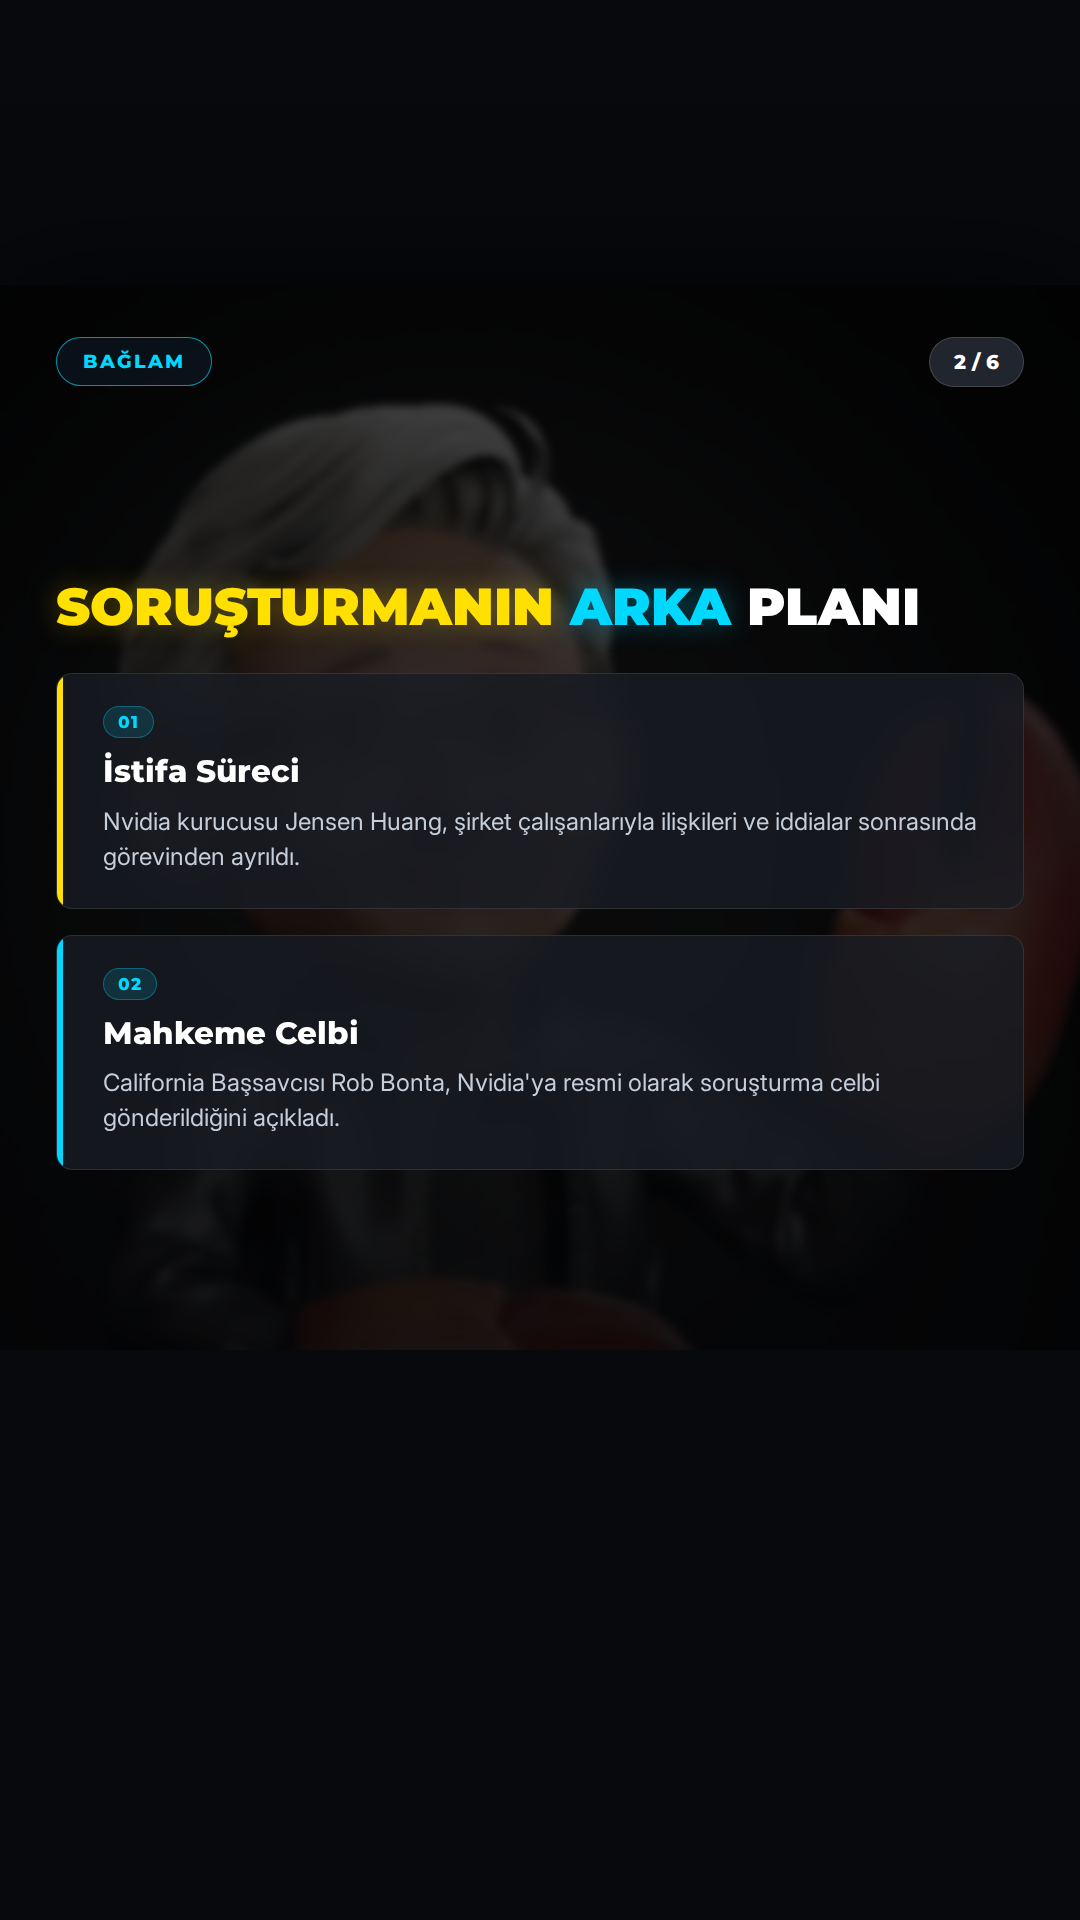 BAĞLAM
2 / 6
SORUŞTURMANIN ARKA PLANI
01
İstifa Süreci
Nvidia kurucusu Jensen Huang, şirket çalışanlarıyla ilişkileri ve iddialar sonrasında
görevinden ayrıldı.
02
Mahkeme Celbi
California Başsavcısı Rob Bonta, Nvidia'ya resmi olarak soruşturma celbi
gönderildiğini açıkladı.